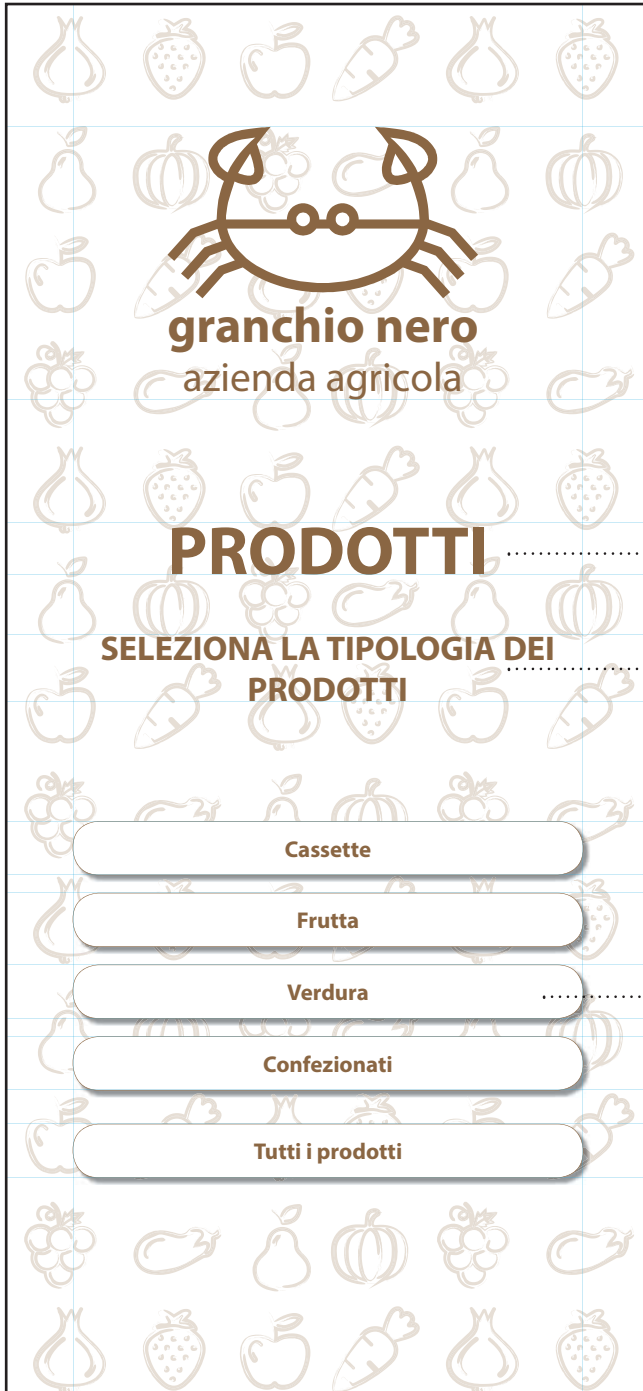 granchio nero
azienda agricola
PRODOTTI
SELEZIONA LA TIPOLOGIA DEI
PRODOTTI
Cassette
Frutta
Verdura
Confezionati
Tutti i prodotti